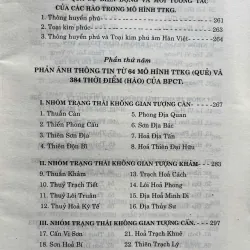 CỦA CÁC HÀO TRONG MÔ HÌNH TTKG.
1. Thông huyền phú -261
2. Kim toả phú -263
3. Thông huyền phú và Toại kim phú âm Hán Việt -264
Phần thứ năm
PHẢN ÁNH THÔNG TIN TỪ 64 MÔ HÌNH TTKG (QUẺ) VÀ
384 THỜI ĐIỂM (HÀO) CỦA BPCT.
I. NHÓM TRẠNG THÁI KHÔNG GIAN TƯỢNG CÀN. -267
1. Thuần Càn 5. Phong Địa Quan
2. Thiên Phong Cấu 6. Sơn Địa Bác
3. Thiên Sơn Độn 7. Hoả Địa Tấn
4. Thiên Địa Bĩ 8. Hoả Thiên Đại Hữu
II. NHÓM TRẠNG THÁI KHÔNG GIAN TƯỢNG KHẢM. -283
9. Thuần Khảm 13. Trạch Hoả Cách
10. Thuỷ Trạch Tiết 14. Lôi Hoả Phong
11. Thuỷ Lôi Truân 15. Địa Hoả Minh Di
12. Thuỷ Hoả Ký Tế 16. Địa Thuỷ Sư
III. NHÓM TRẠNG THÁI KHÔNG GIAN TƯỢNG CẤN. -297
17. Cấn Vi Sơn 21. Hoả Trạch Khuê
18. Sơn Hoả Bí 22. Thiên Trạch Lý